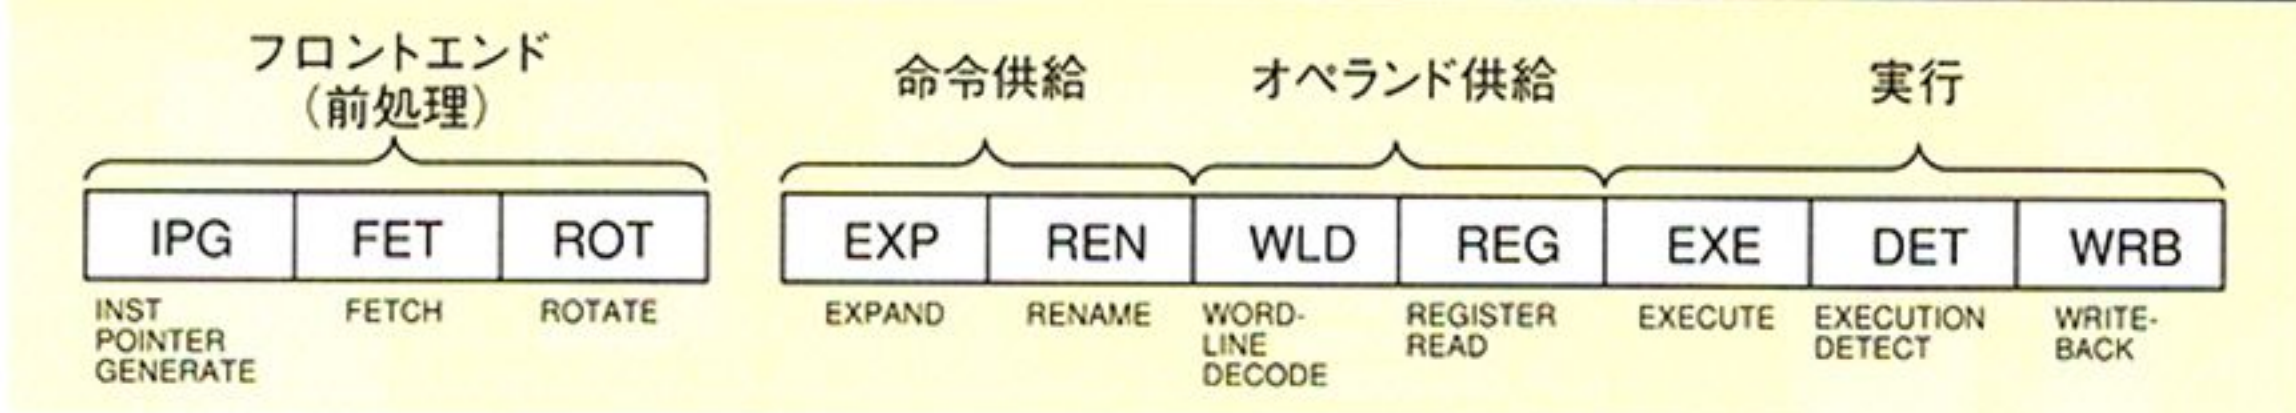 フロントエンド
（前処理）
命令供給
オペランド供給
実行
IPG
FET
ROT
EXP
REN
WLD
REG
EXE
DET
WRB
INST
POINTER
GENERATE
FETCH
ROTATE
EXPAND
RENAME
WORD-
LINE
DECODE
REGISTER
READ
EXECUTE
EXECUTION
DETECT
WRITE-
BACK